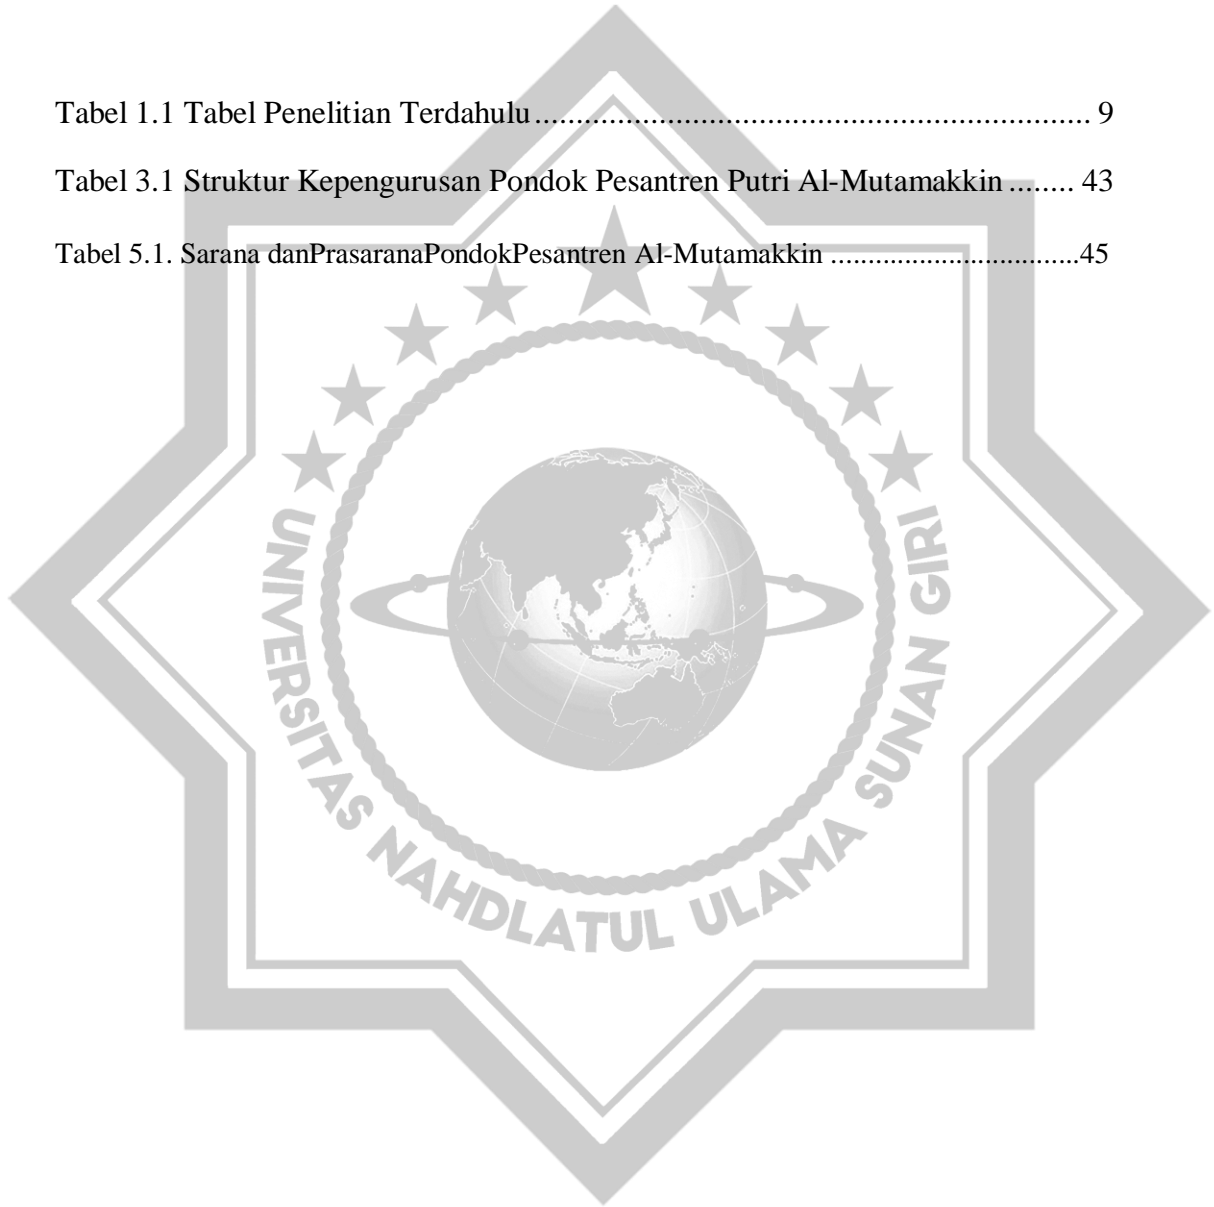 Tabel 1.1 Tabel Penelitian Terdahulu.................................................................. 9
Tabel 3.1 Struktur Kepengurusan Pondok Pesantren Putri Al-Mutamakkin ........ 43
Tabel 5.1. Sarana danPrasaranaPondokPesantren Al-Mutamakkin .................................45
UNIVERSITAS NAHDLATUL ULAMA SUNAN GIRI